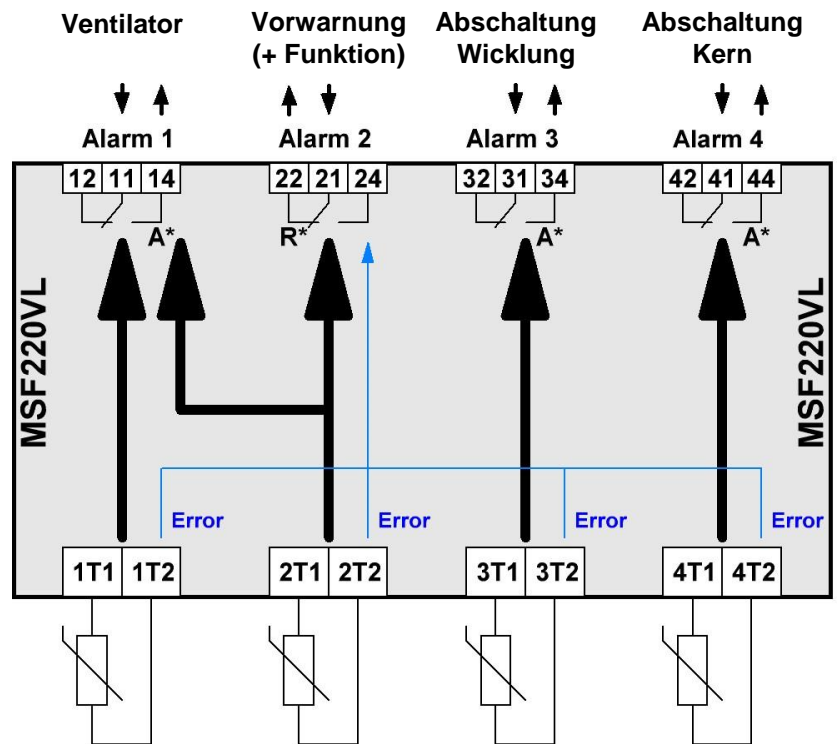 Ventilator
Vorwarnung
(+ Funktion)
Abschaltung
Wicklung
Abschaltung
Kern
Alarm 1
Alarm 2
Alarm 3
Alarm 4
12 11 14
22 21 24
32 31 34
42 41 44
A*
R*
A*
A*
MSF220VL
MSF220VL
Error
Error
Error
Error
1T1 1T2
2T1 2T2
3T1 3T2
4T1 4T2